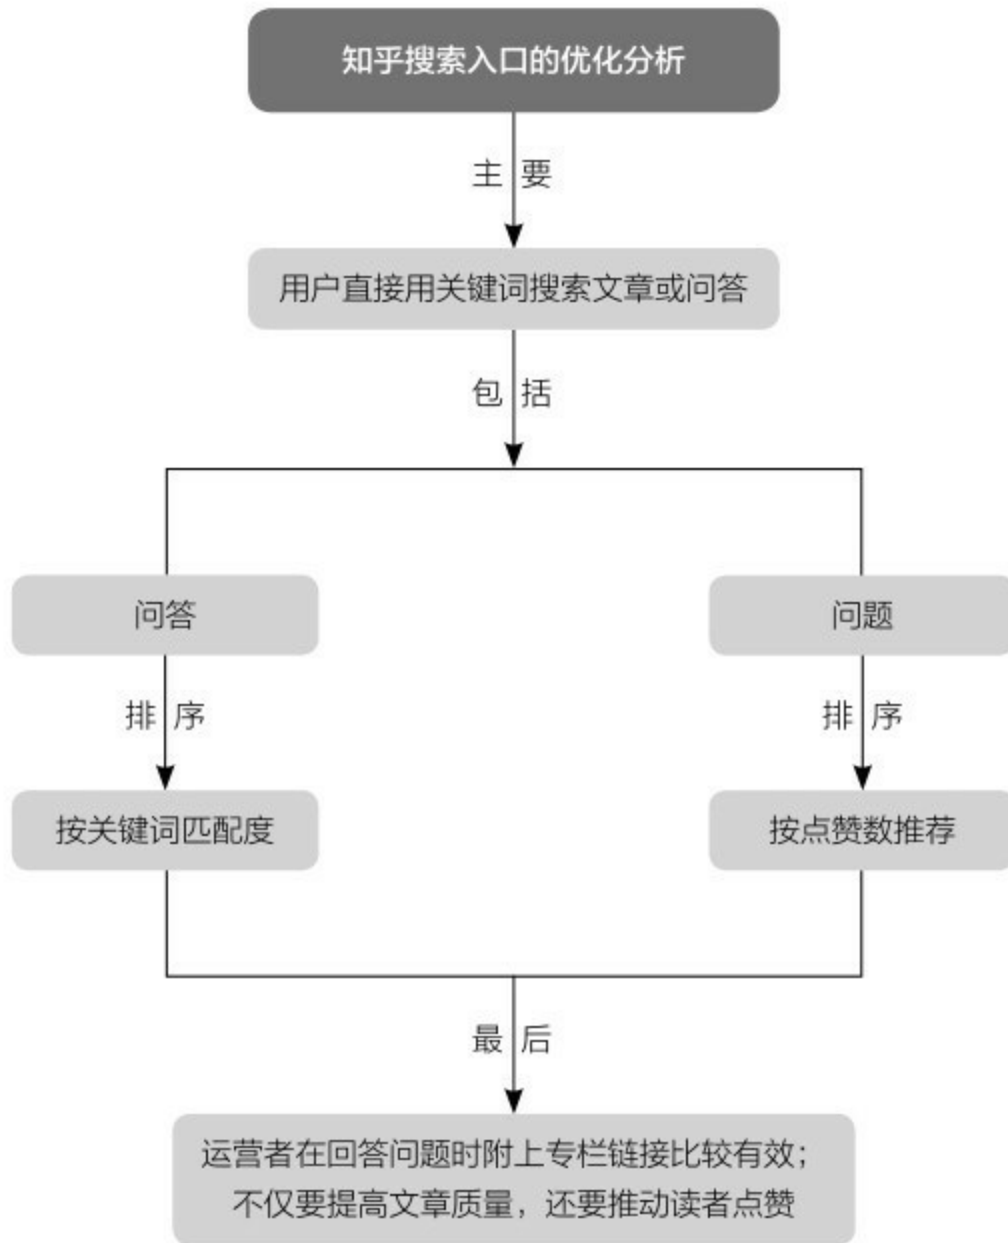 知乎搜索入口的优化分析
主要
用户直接用关键词搜索文章或问答
包括
问答
问题
排序
排序
按关键词匹配度
按点赞数推荐
最后
运营者在回答问题时附上专栏链接比较有效；
不仅要提高文章质量，还要推动读者点赞